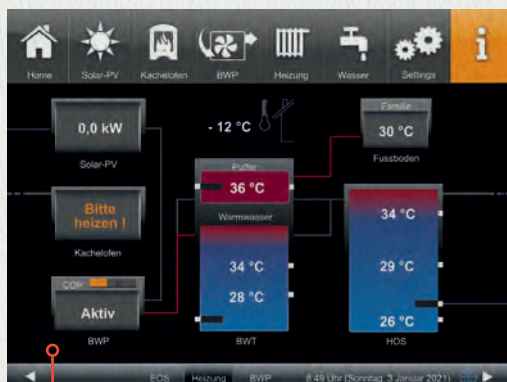 Home Solar-PV Kachelofen BWP Heizung Wasser Settings
i
0,0 kW
Solar-PV
- 12 °C
Familie
30 °C
Fussboden
Puffer
36 °C
Warmwasser
34 °C
28 °C
BWT
Bitte
heizen !
Kachelofen
COP
Aktiv
BWP
34 °C
29 °C
26 °C
HOS
EOS Heizung BWP 8:49 Uhr (Sonntag, 3 Januar 2021)